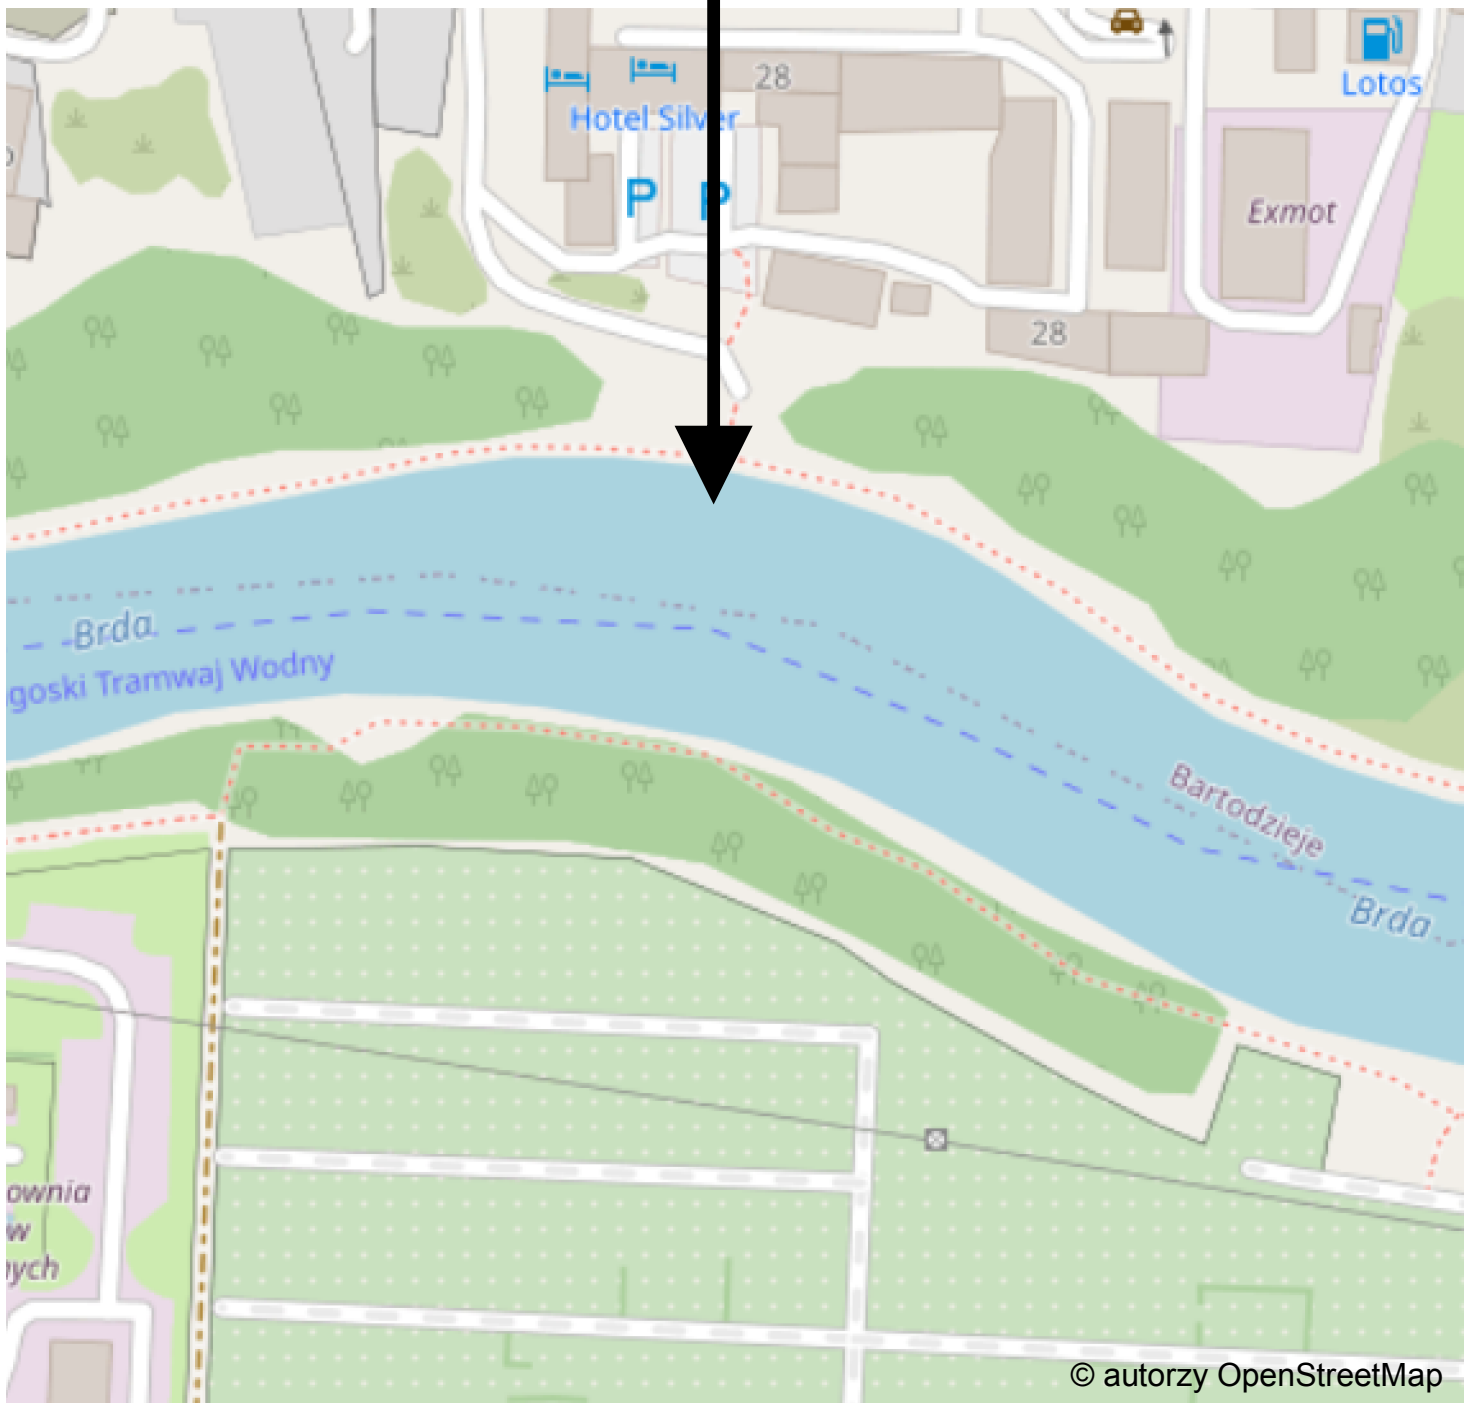 Lotos
28
Hotel Silver
P P
Exmot
28
Brda
goski Tramwaj Wodny
Bartodzieje
Brda
ownia
w
ych
© autorzy OpenStreetMap